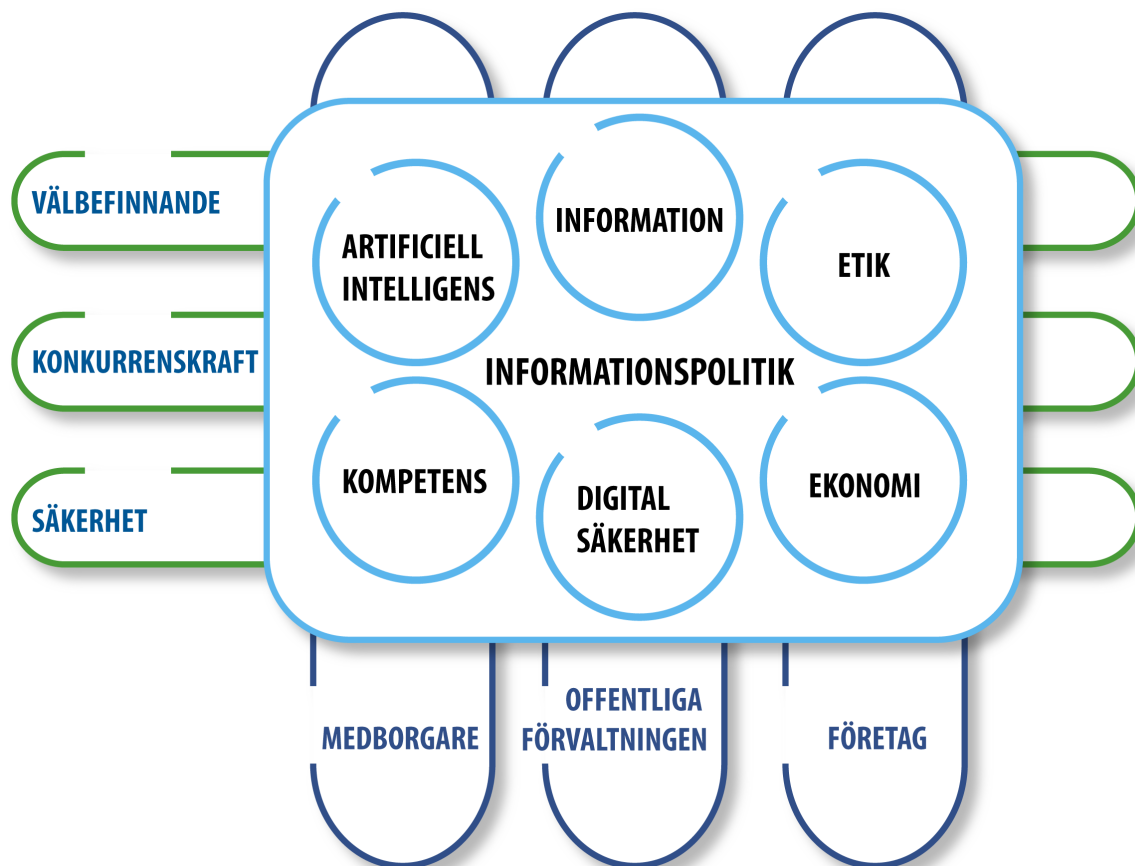 VÄLBEFINNANDE
KONKURRENSKRAFT
SÄKERHET
ARTIFICIELL
INTELLIGENS
INFORMATION
ETIK
INFORMATIONSPOLITIK
KOMPETENS
DIGITAL
SÄKERHET
EKONOMI
MEDBORGARE
OFFENTLIGA
FÖRVALTNINGEN
FÖRETAG